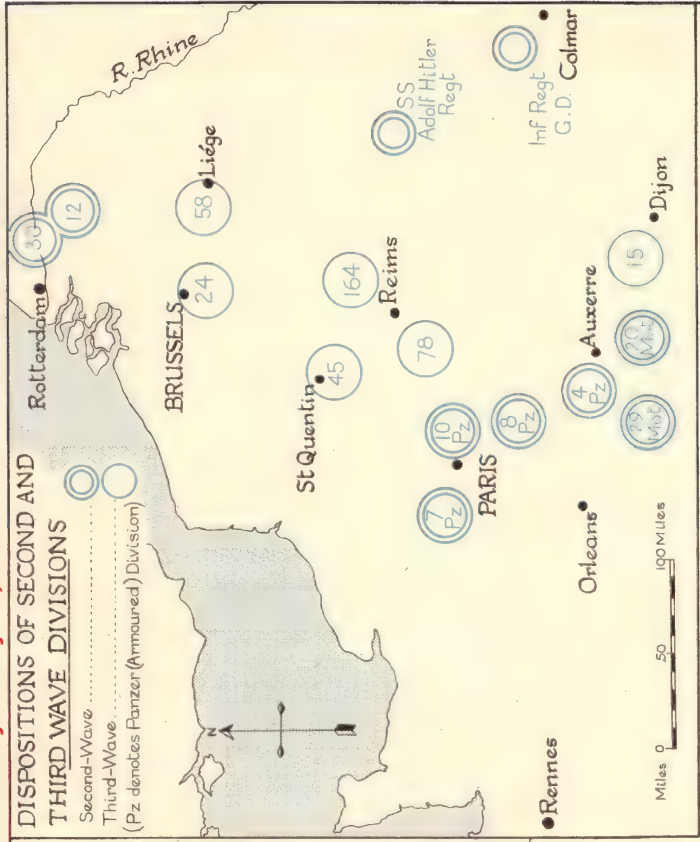 DISPOSITIONS OF SECOND AND
THIRD WAVE DIVISIONS
Second-Wave
Third-Wave
(Pz denotes Panzer (Armoured) Division)
Rotterdam
30
12
R. Rhine
BRUSSELS
24
58
Liége
St Quentin
45
164
Reims
78
SS
Adolf Hitler
Regt
Inf Regt
G.D.
Colmar
7
Pz
10
Pz
PARIS
8
Pz
4
Pz
Auxerre
29
Mot
20
Mot
15
Dijon
Orleans
Rennes
N
Miles 0 50 100 Miles